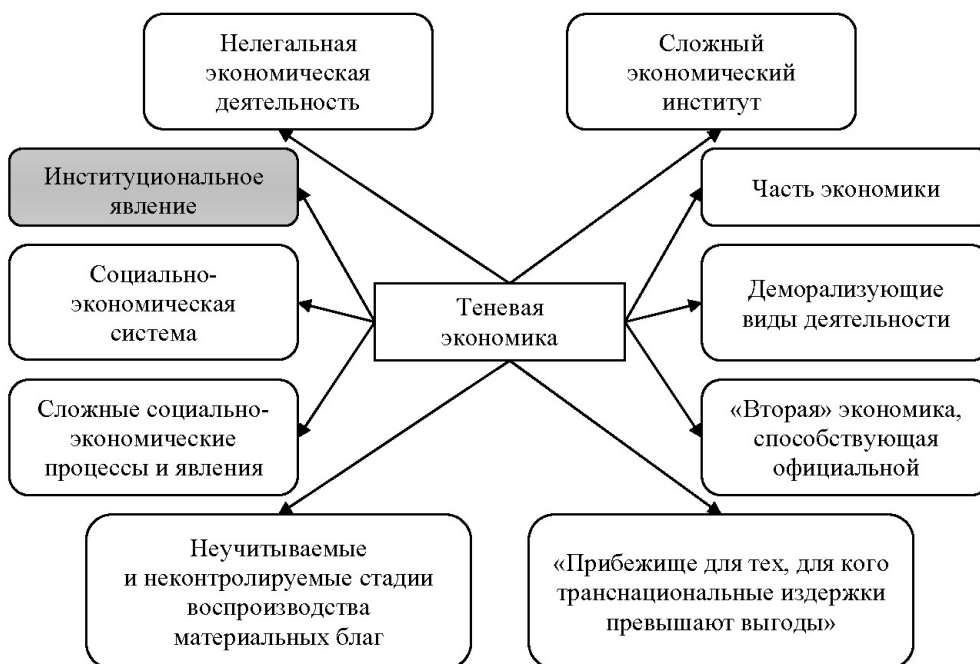 Нелегальная
экономическая
деятельность
Сложный
экономический
институт
Институциональное
явление
Часть экономики
Социально-
экономическая
система
Теневая
экономика
Деморализующие
виды деятельности
Сложные социально-
экономические
процессы и явления
«Вторая» экономика,
способствующая
официальной
Неучитываемые
и неконтролируемые стадии
воспроизводства
материальных благ
«Прибежище для тех, для кого
транснациональные издержки
превышают выгоды»